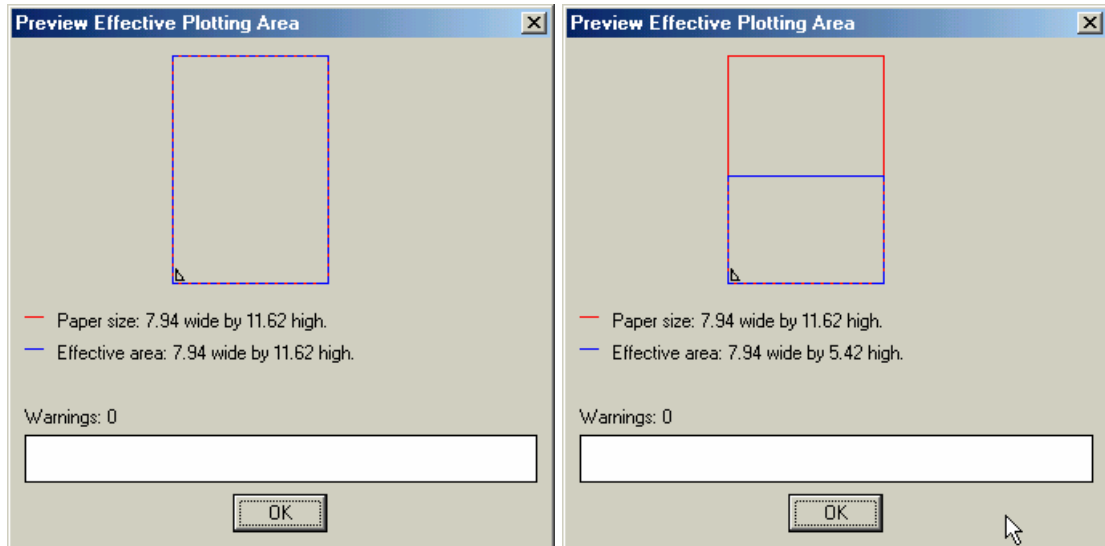 Preview Effective Plotting Area
Paper size: 7.94 wide by 11.62 high.
Effective area: 7.94 wide by 11.62 high.
Warnings: 0
OK
Preview Effective Plotting Area
Paper size: 7.94 wide by 11.62 high.
Effective area: 7.94 wide by 5.42 high.
Warnings: 0
OK